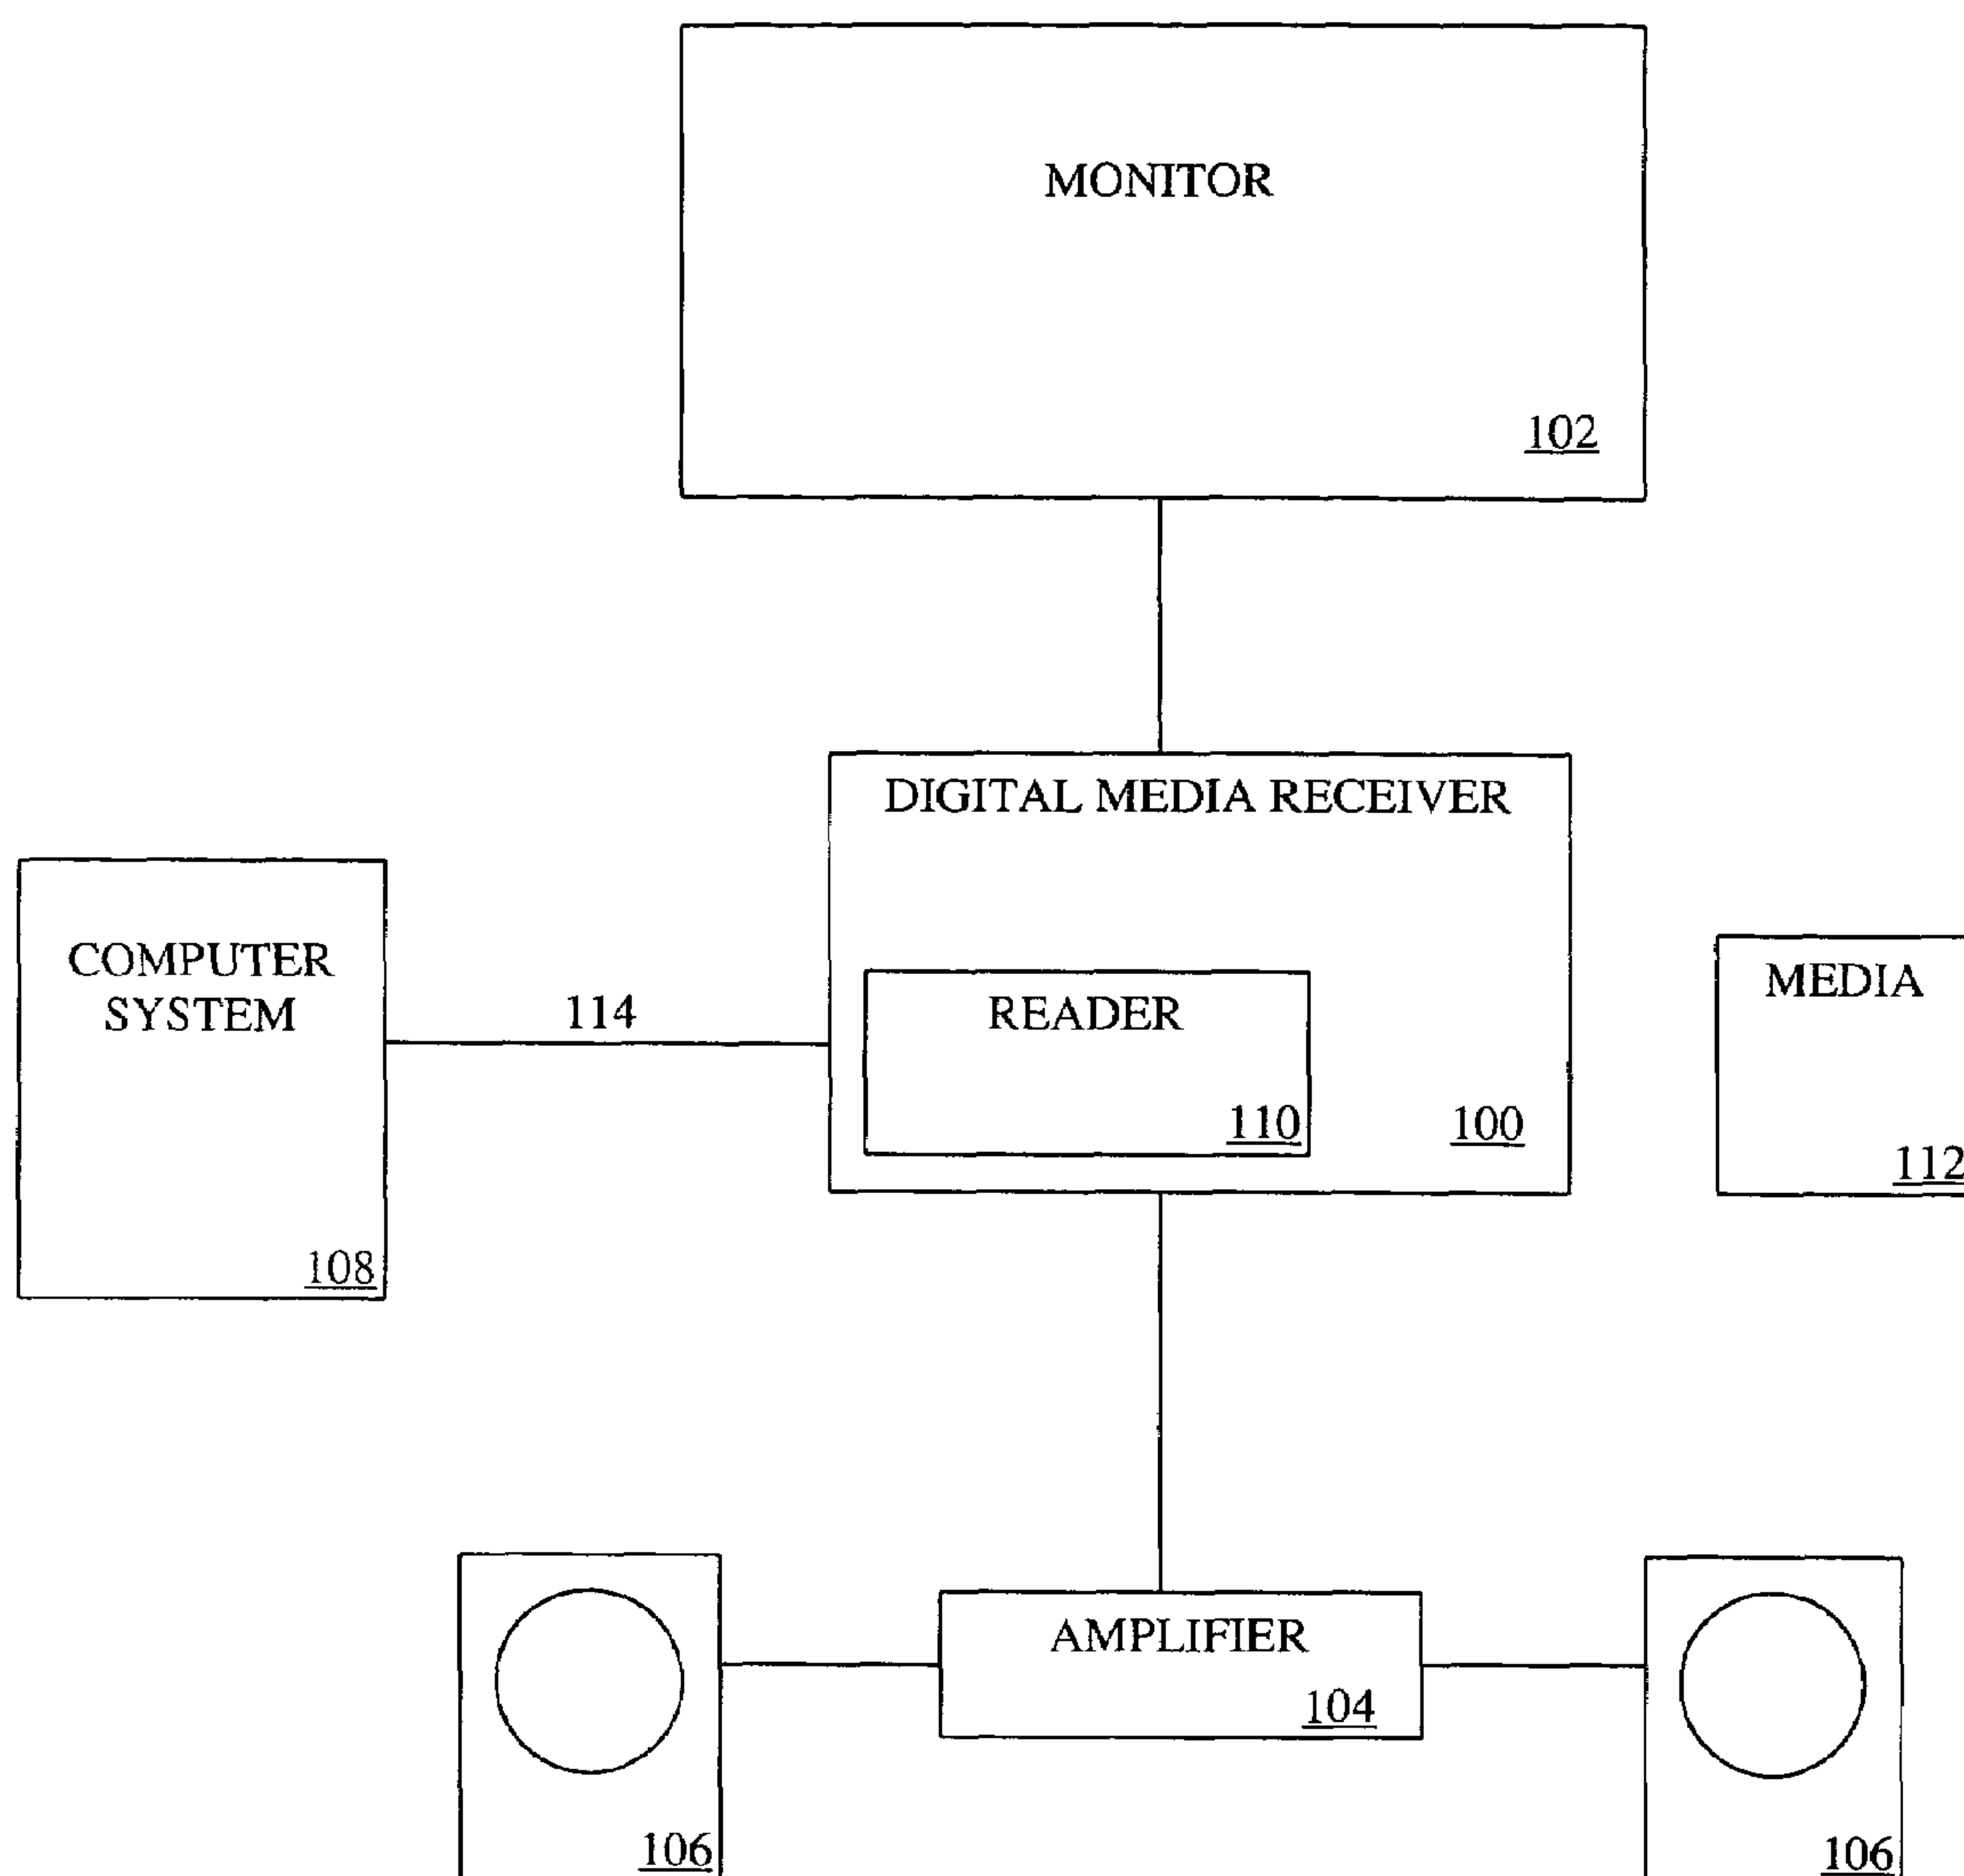 MONITOR
102
DIGITAL MEDIA RECEIVER
COMPUTER
SYSTEM
114
READER
MEDIA
110
100
112
108
AMPLIFIER
104
106
106